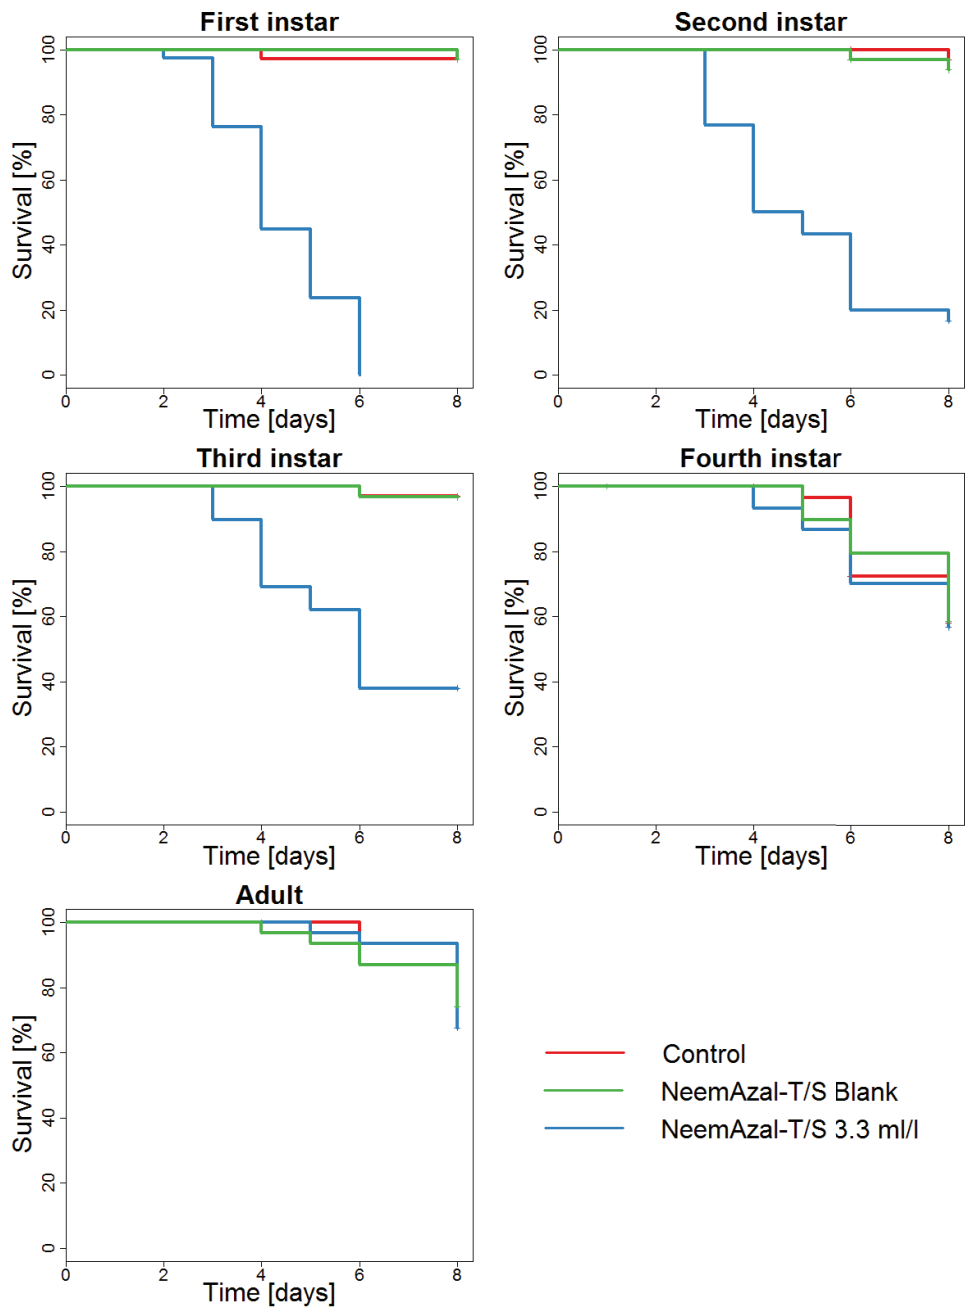 First instar
Second instar
100
80
60
40
20
0
Survival [%]
0 2 4 6 8
Time [days]
100
80
60
40
20
0
Survival [%]
0 2 4 6 8
Time [days]
Third instar
Fourth instar
100
80
60
40
20
0
Survival [%]
0 2 4 6 8
Time [days]
100
80
60
40
20
0
Survival [%]
0 2 4 6 8
Time [days]
Adult
100
80
60
40
20
0
Survival [%]
0 2 4 6 8
Time [days]
Control
NeemAzal-T/S Blank
NeemAzal-T/S 3.3 ml/l